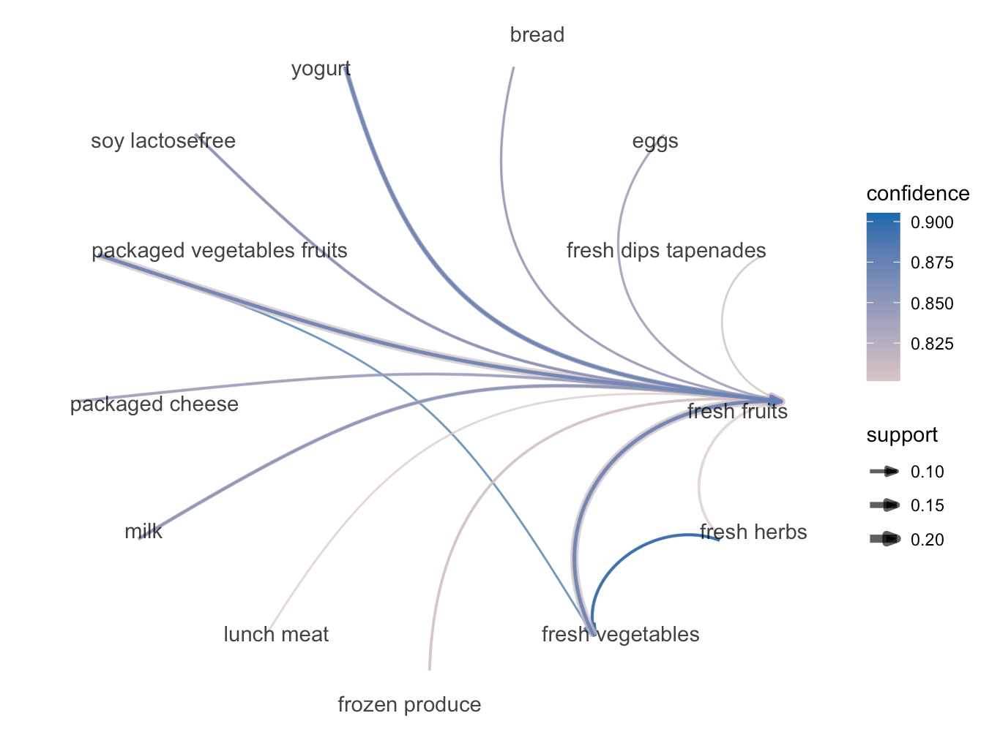 bread
yogurt
soy lactosefree
eggs
packaged vegetables fruits
fresh dips tapenades
packaged cheese
fresh fruits
milk
fresh herbs
lunch meat
fresh vegetables
frozen produce
confidence
0.900
0.875
0.850
0.825
support
0.10
0.15
0.20